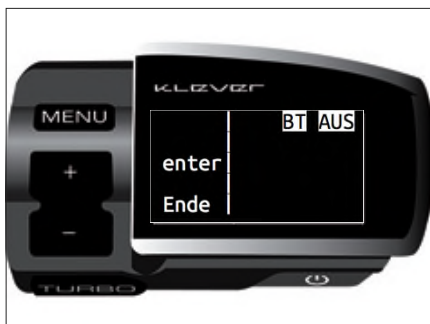 KLEVER
MENU
BT AUS
+
enter
-
Ende
TURBO